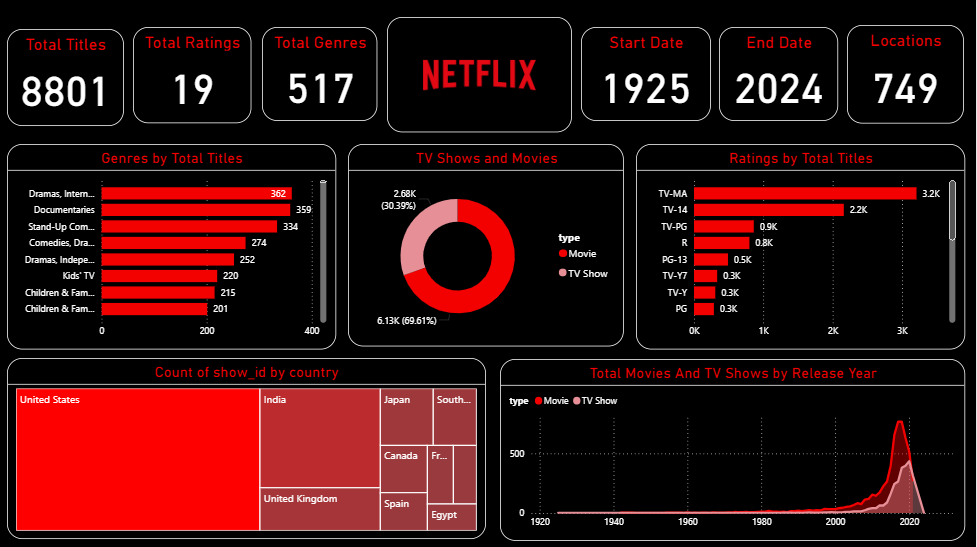 Total Titles
8801
Total Ratings
19
Total Genres
517
NETFLIX
Start Date
1925
End Date
2024
Locations
749
Genres by Total Titles
Dramas, Intern... 362
Documentaries 359
Stand-Up Com... 334
Comedies, Dra... 274
Dramas, Indepe... 252
Kids' TV 220
Children & Fam... 215
Children & Fam... 201
0 200 400
TV Shows and Movies
2.68K
(30.39%)
6.13K (69.61%)
type
Movie
TV Show
Ratings by Total Titles
TV-MA 3.2K
TV-14 2.2K
TV-PG 0.9K
R 0.8K
PG-13 0.5K
TV-Y7 0.3K
TV-Y 0.3K
PG 0.3K
0K 1K 2K 3K
Count of show_id by country
United States
India
United Kingdom
Japan
South...
Canada
Fr...
Spain
Egypt
Total Movies And TV Shows by Release Year
type Movie TV Show
500
0
1920 1940 1960 1980 2000 2020